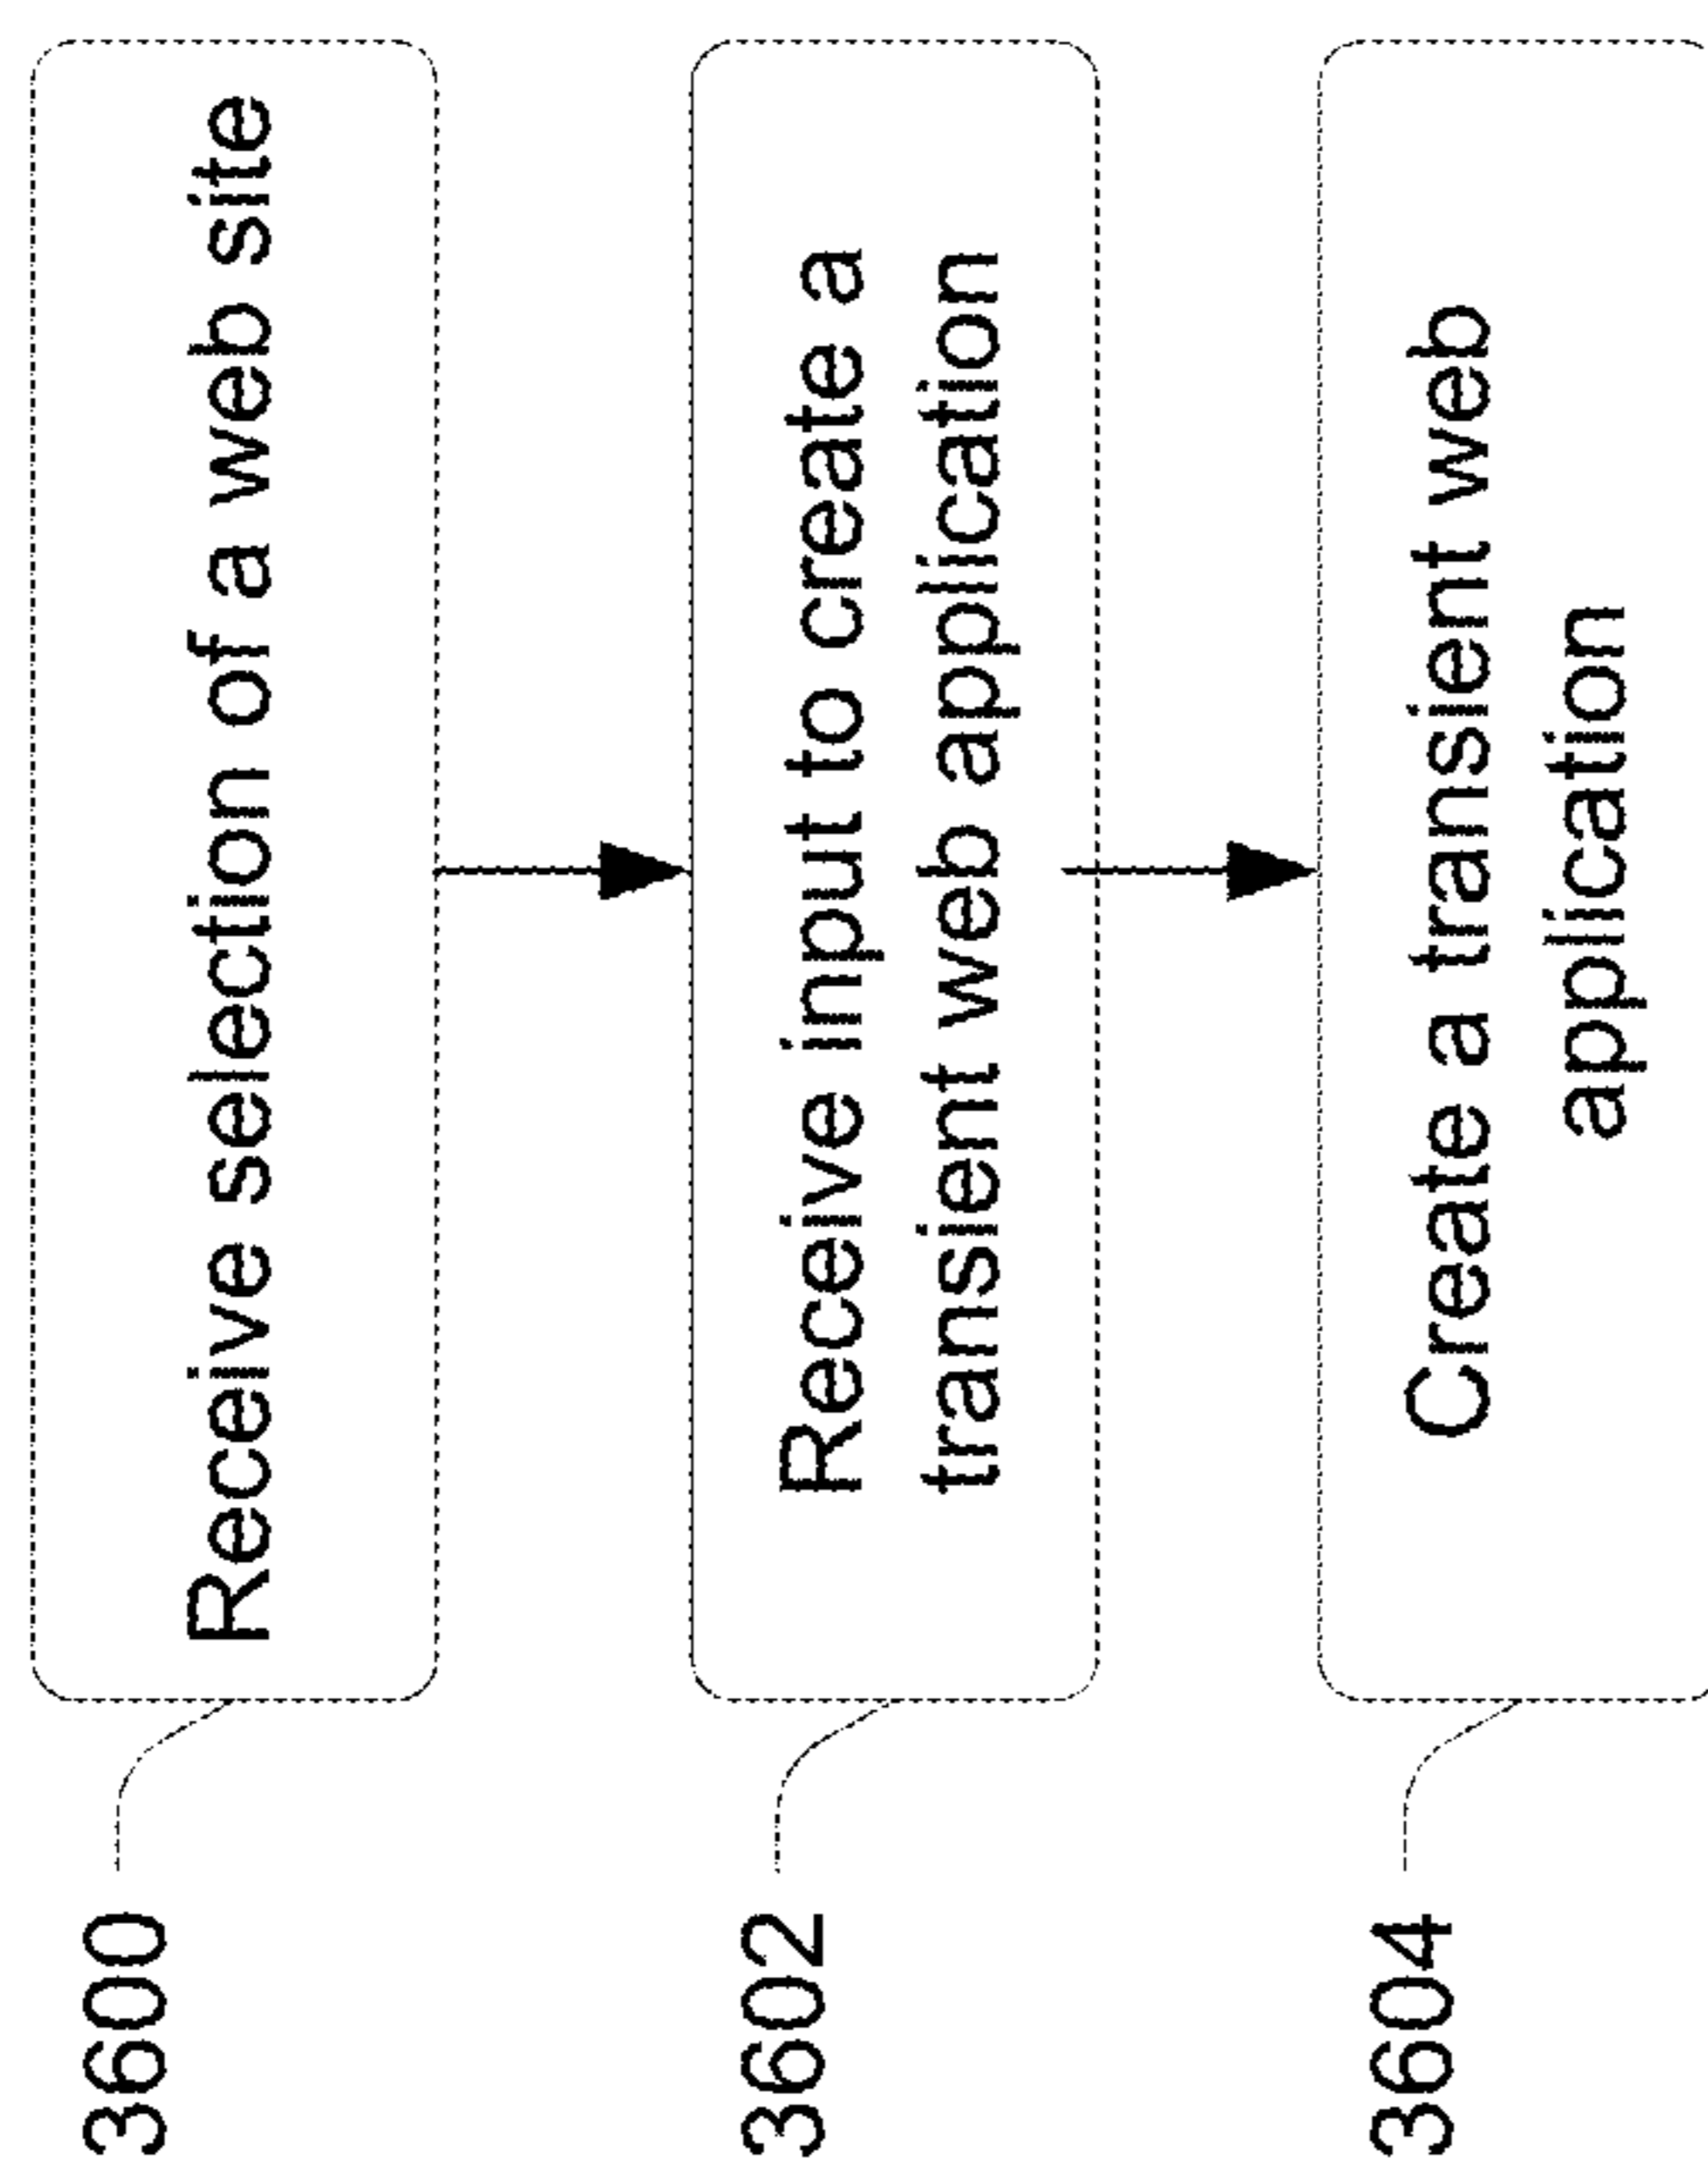 3600
Receive selection of a web site
3602
Receive input to create a
transient web application
3604
Create a transient web
application